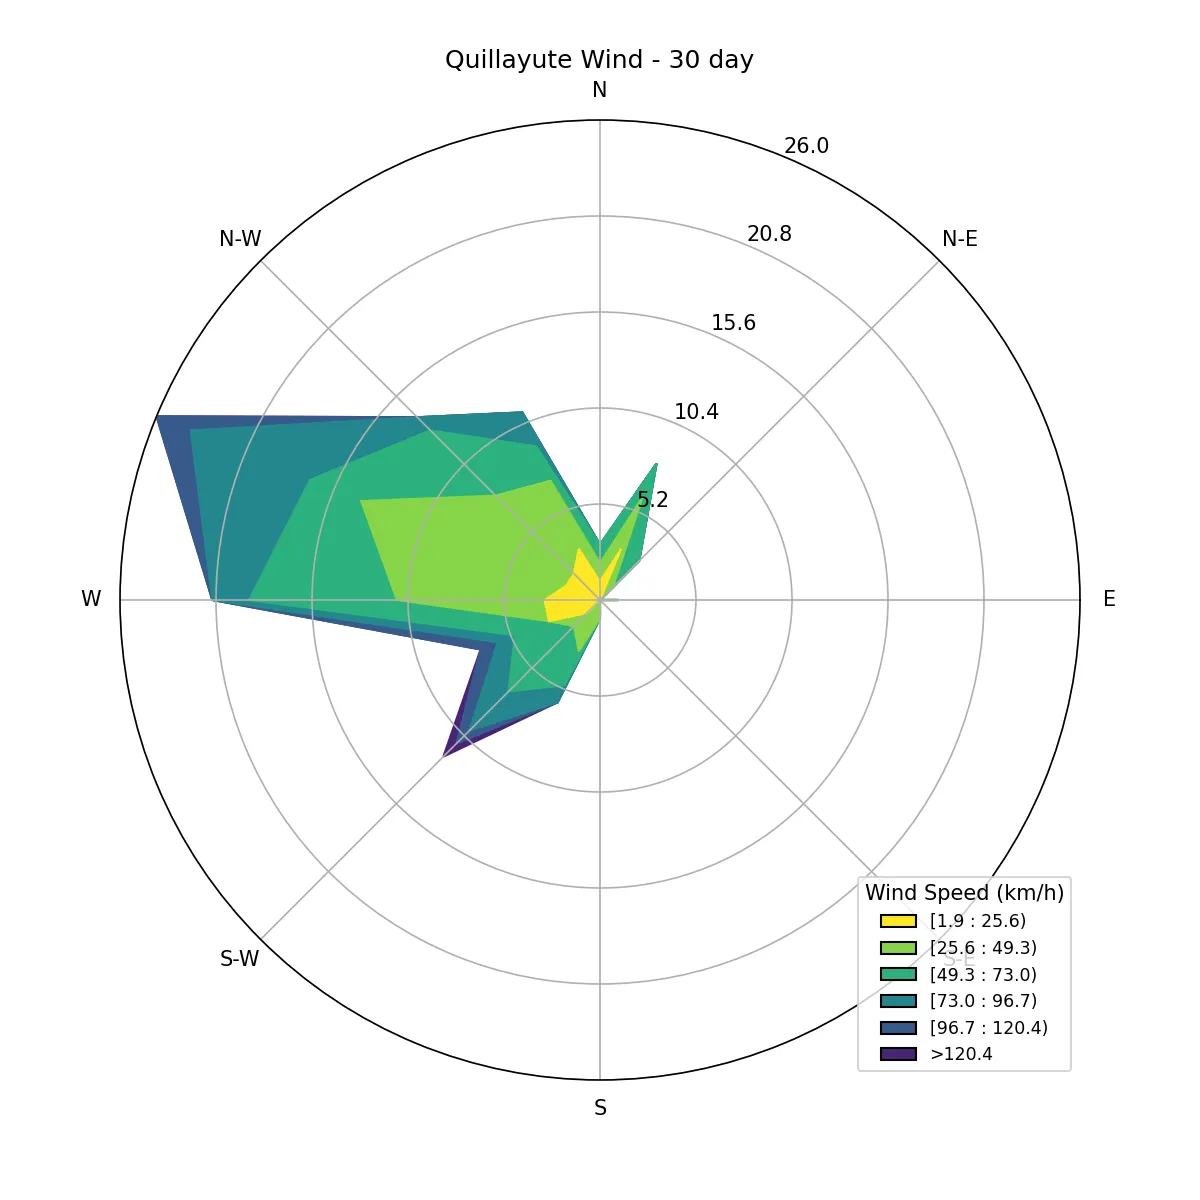 Quillayute Wind - 30 day
N
26.0
N-W
20.8
N-E
15.6
10.4
5.2
W
E
S-W
S-E
S
Wind Speed (km/h)
[1.9 : 25.6)
[25.6 : 49.3)
[49.3 : 73.0)
[73.0 : 96.7)
[96.7 : 120.4)
>120.4